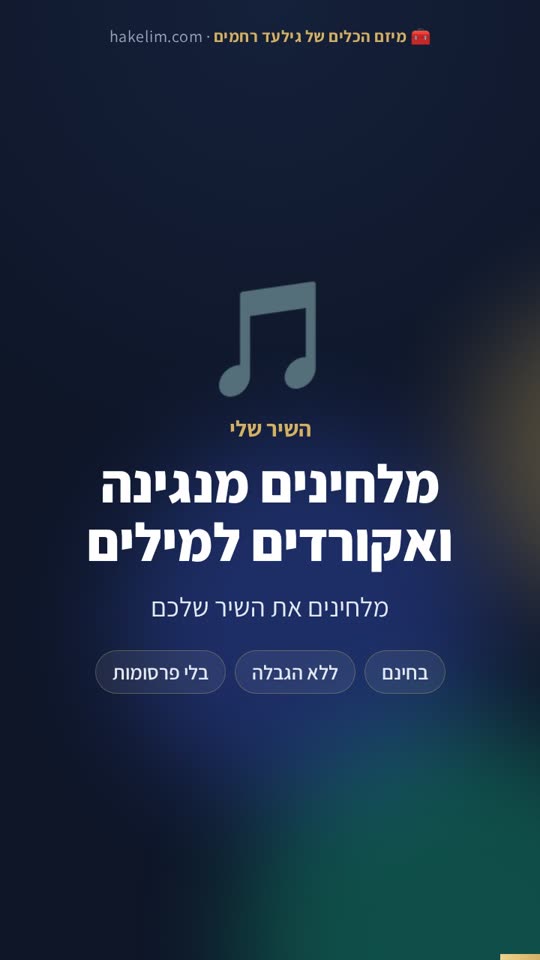 🧰 מיזם הכלים של גילעד רחמים · hakelim.com
השיר שלי
מלחינים מנגינה
ואקורדים למילים
מלחינים את השיר שלכם
בחינם
ללא הגבלה
בלי פרסומות